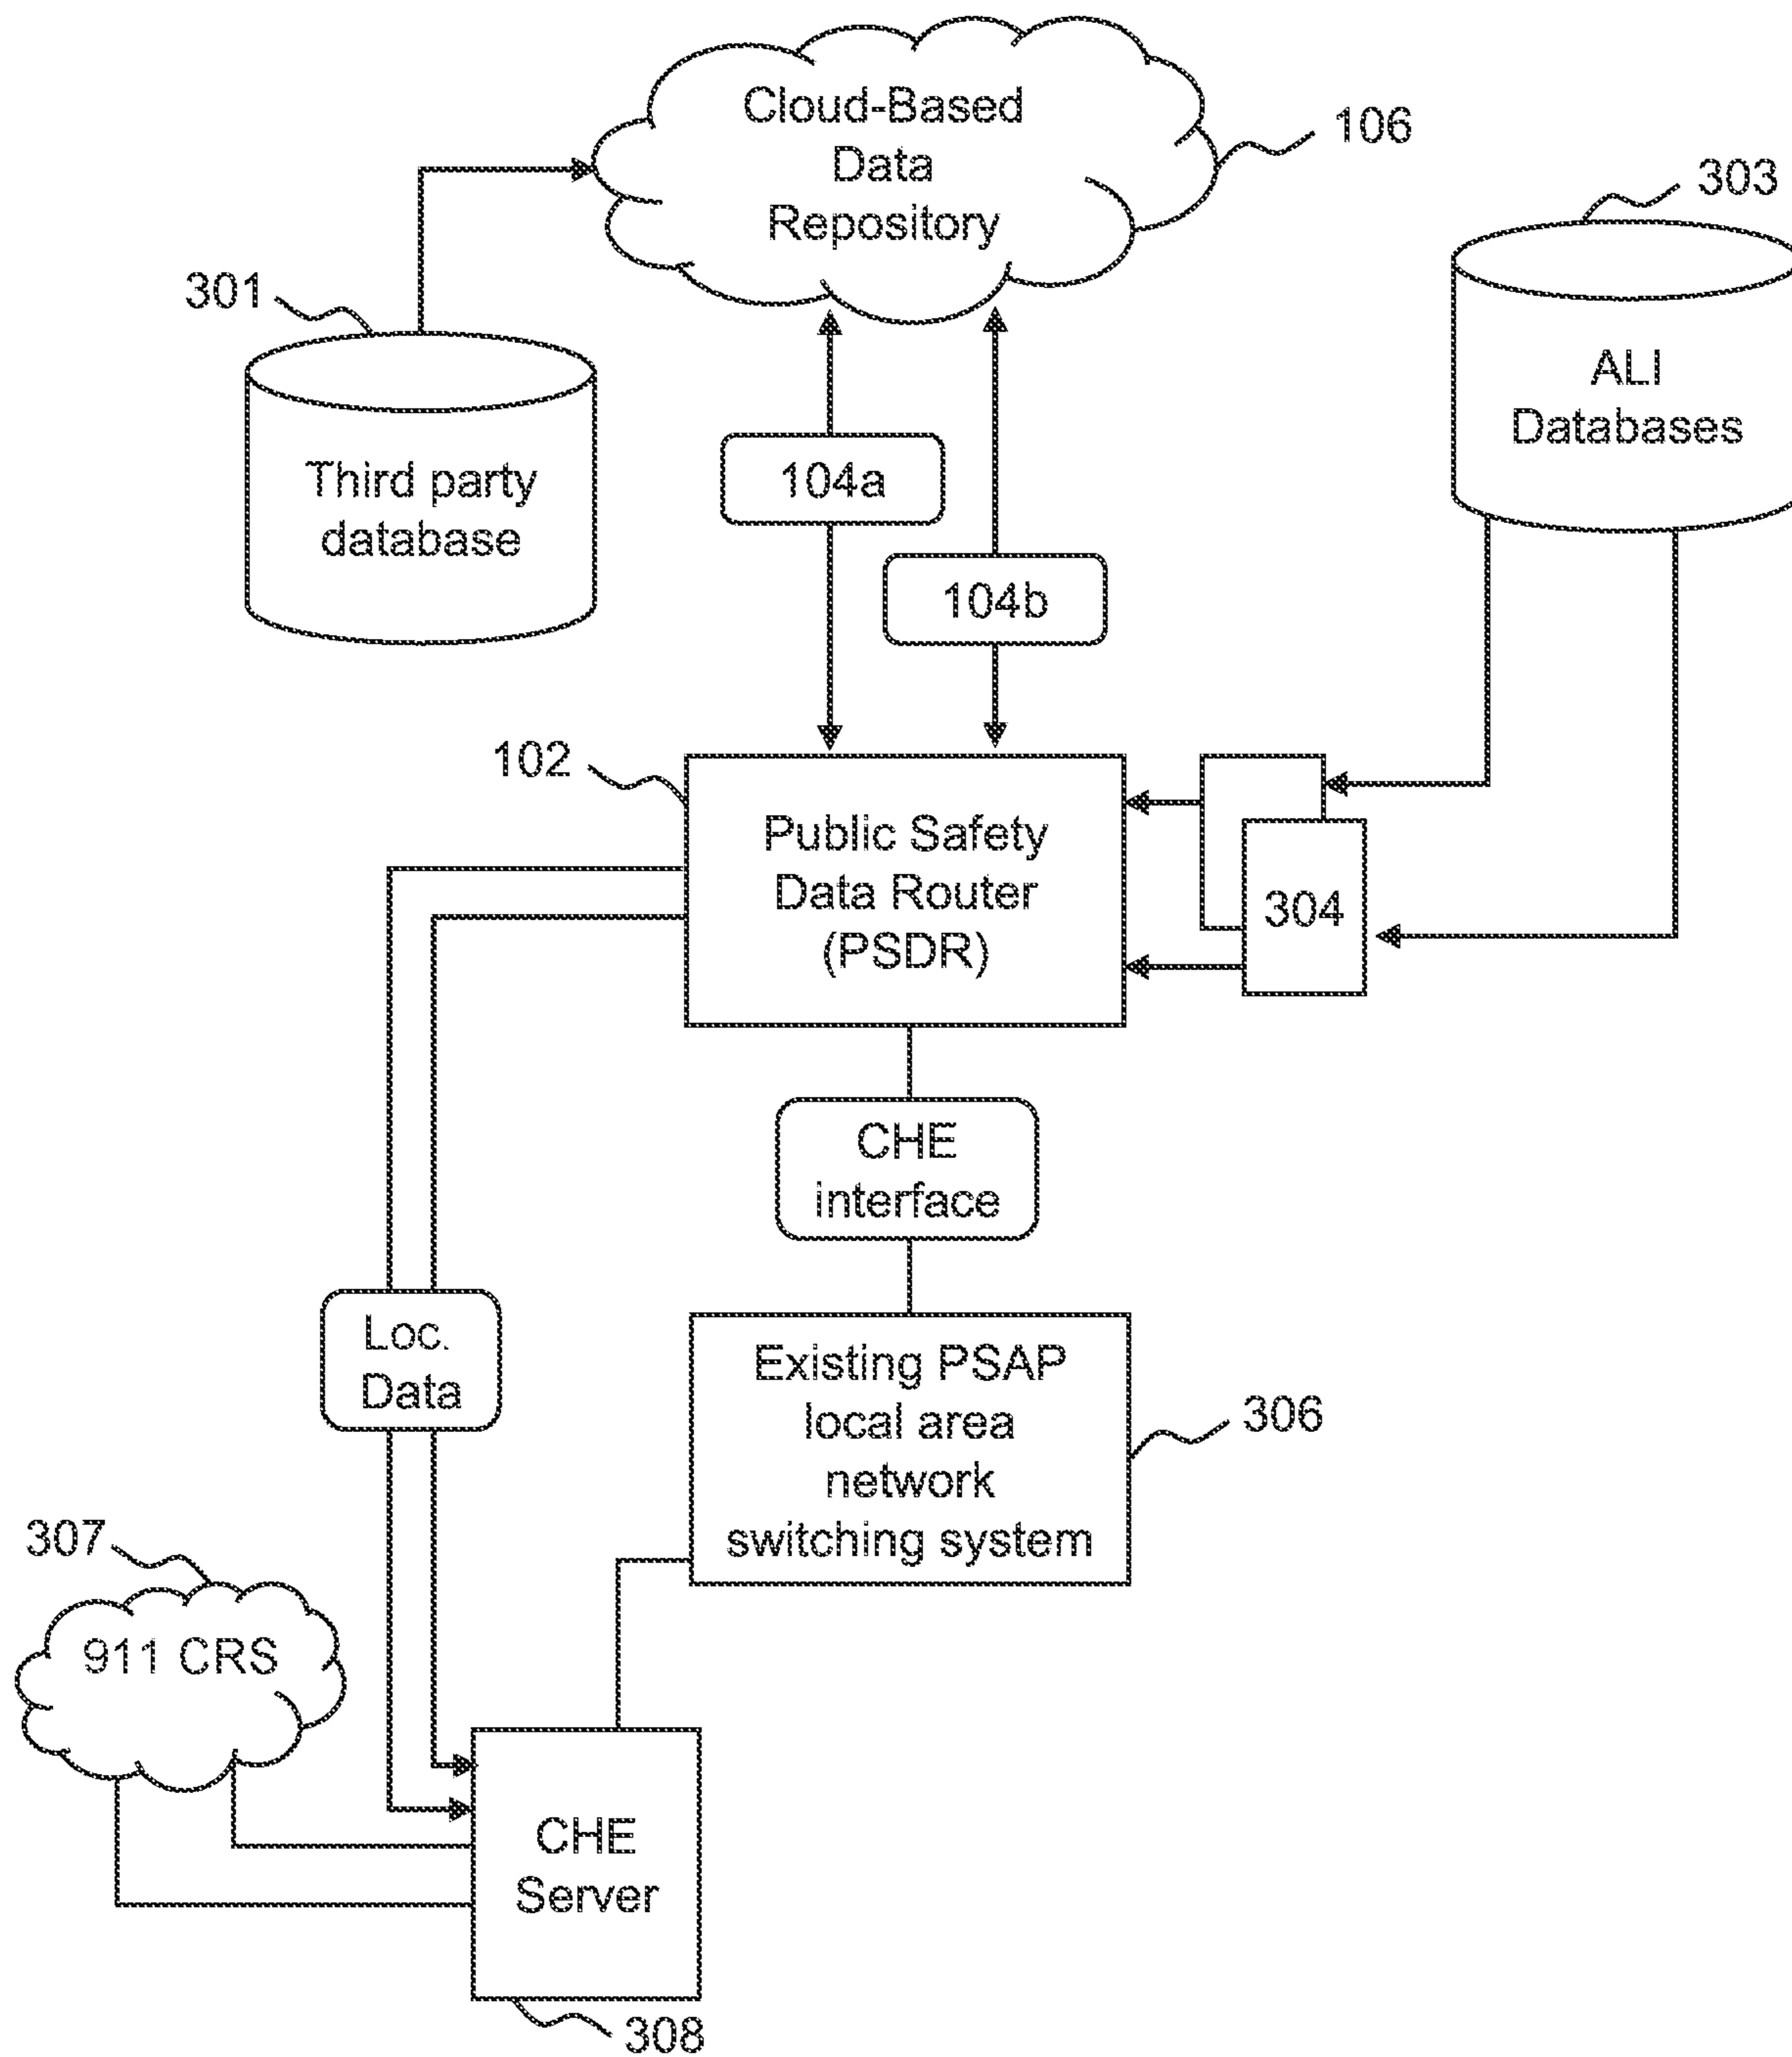 Cloud-Based
Data
Repository
106
303
301
ALI
Databases
Third party
database
104a
104b
102
Public Safety
Data Router
(PSDR)
304
CHE
interface
Loc.
Data
Existing PSAP
local area
network
switching system
306
307
911 CRS
CHE
Server
308